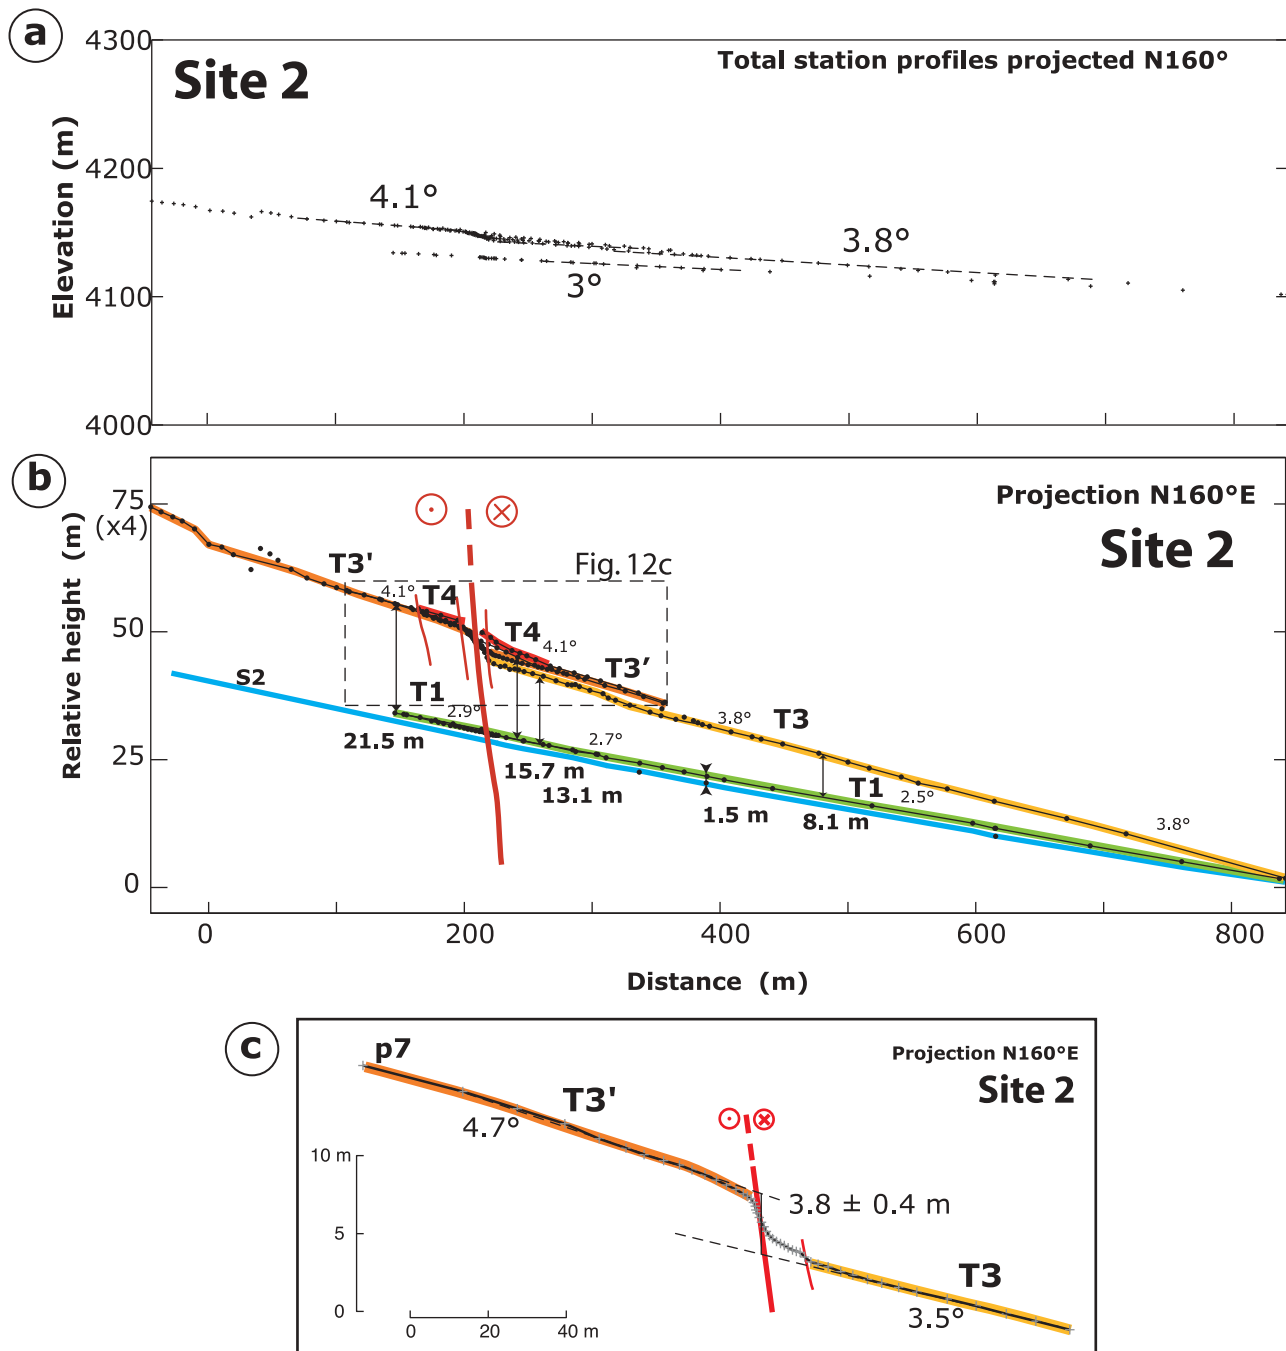 a
4300
Total station profiles projected N160°
Site 2
Elevation (m)
4200
4.1°
3.8°
3°
4100
4000
b
75
(x4)
Projection N160°E
Site 2
Fig. 12c
T3'
4.1°
T4
T4
4.1°
T3’
50
Relative height (m)
S2
T1
2.9°
3.8°
T3
21.5 m
2.7°
15.7 m
13.1 m
1.5 m
T1
2.5°
8.1 m
3.8°
25
0
0
200
400
600
800
Distance (m)
c
p7
Projection N160°E
Site 2
T3'
4.7°
10 m
3.8 ± 0.4 m
5
T3
3.5°
0
0
20
40 m